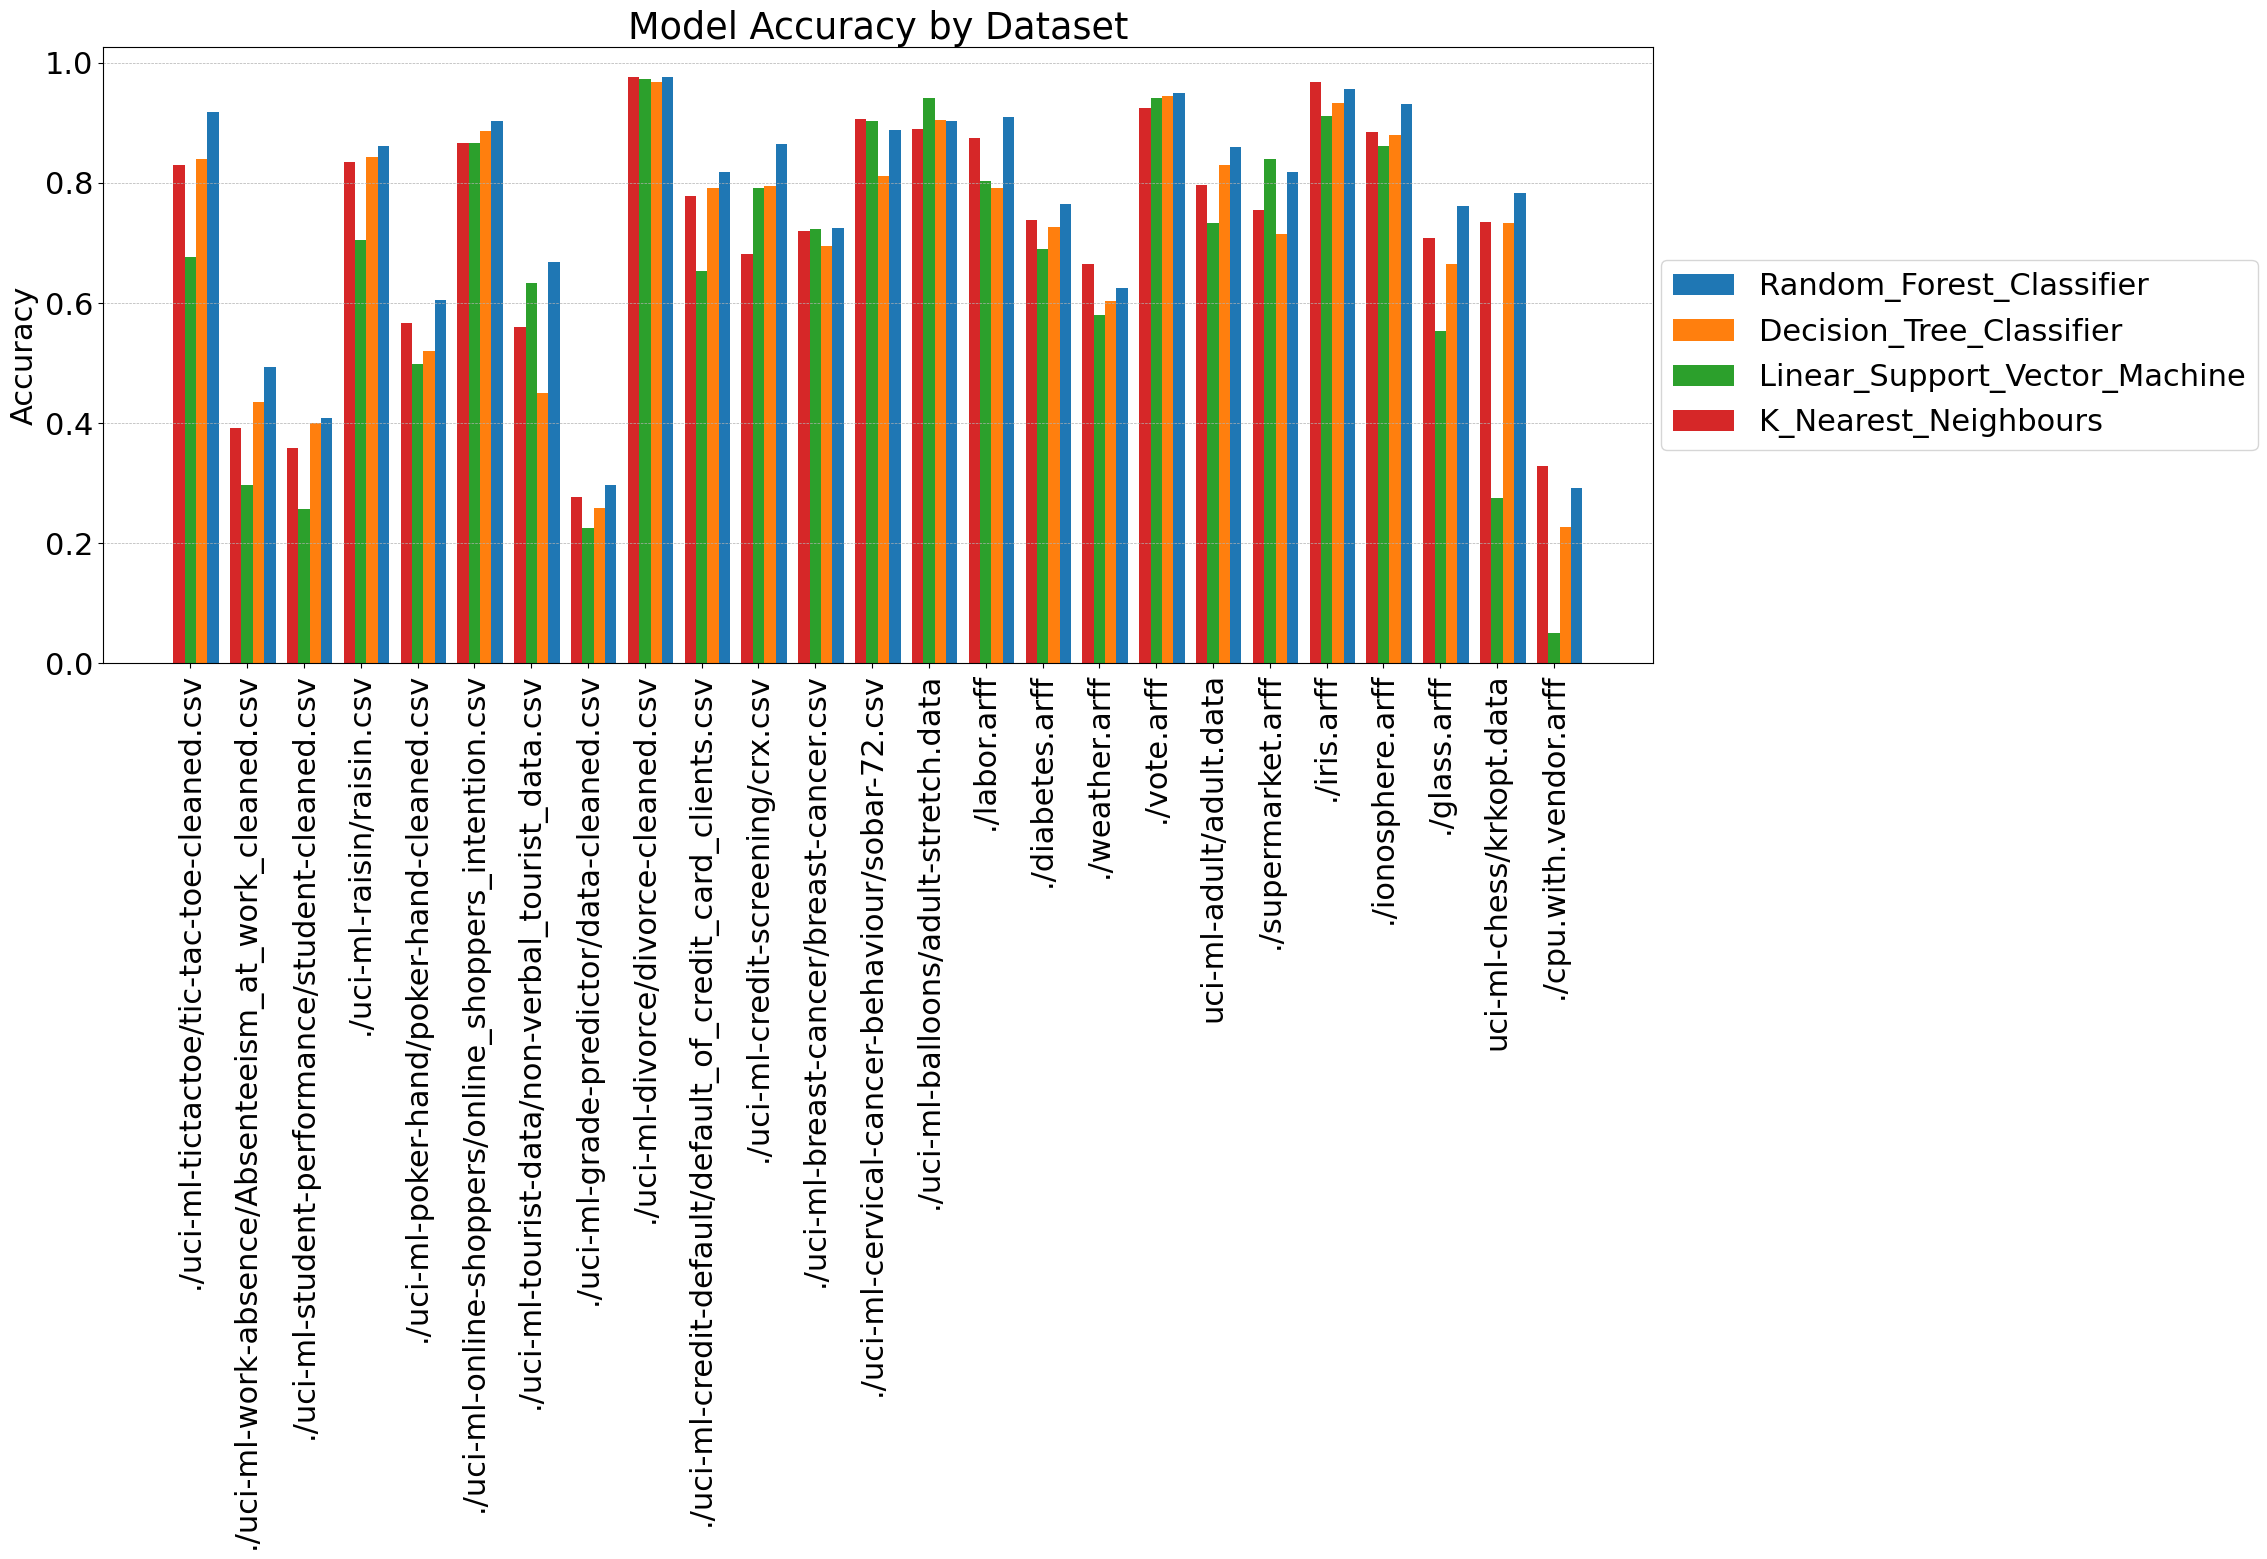 Model Accuracy by Dataset
1.0
0.8
0.6
0.4
0.2
0.0
Accuracy
Random_Forest_Classifier
Decision_Tree_Classifier
Linear_Support_Vector_Machine
K_Nearest_Neighbours
./uci-ml-tictactoe/tic-tac-toe-cleaned.csv
./uci-ml-work-absence/Absenteeism_at_work_cleaned.csv
./uci-ml-student-performance/student-cleaned.csv
./uci-ml-raisin/raisin.csv
./uci-ml-poker-hand/poker-hand-cleaned.csv
./uci-ml-online-shoppers/online_shoppers_intention.csv
./uci-ml-tourist-data/non-verbal_tourist_data.csv
./uci-ml-grade-predictor/data-cleaned.csv
./uci-ml-divorce/divorce-cleaned.csv
./uci-ml-credit-default/default_of_credit_card_clients.csv
./uci-ml-credit-screening/crx.csv
./uci-ml-breast-cancer/breast-cancer.csv
./uci-ml-cervical-cancer-behaviour/sobar-72.csv
./uci-ml-balloons/adult-stretch.data
./labor.arff
./diabetes.arff
./weather.arff
./vote.arff
uci-ml-adult/adult.data
./supermarket.arff
./iris.arff
./ionosphere.arff
./glass.arff
uci-ml-chess/krkopt.data
./cpu.with.vendor.arff